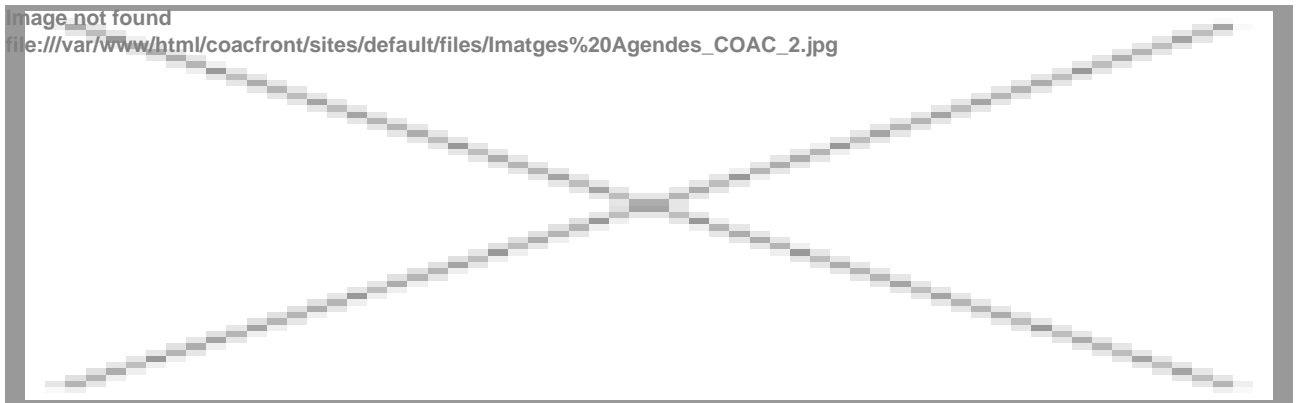 Image not found
file:///var/www/html/coacfront/sites/default/files/Imatges%20Agendes_COAC_2.jpg